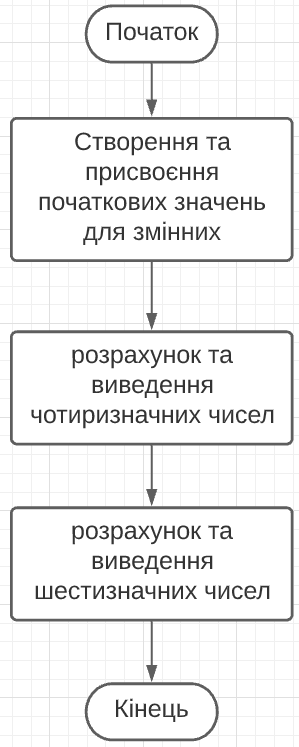 Початок
Створення та
присвоєння
початкових значень
для змінних
розрахунок та
виведення
чотиризначних чисел
розрахунок та
виведення
шестизначних чисел
Кінець